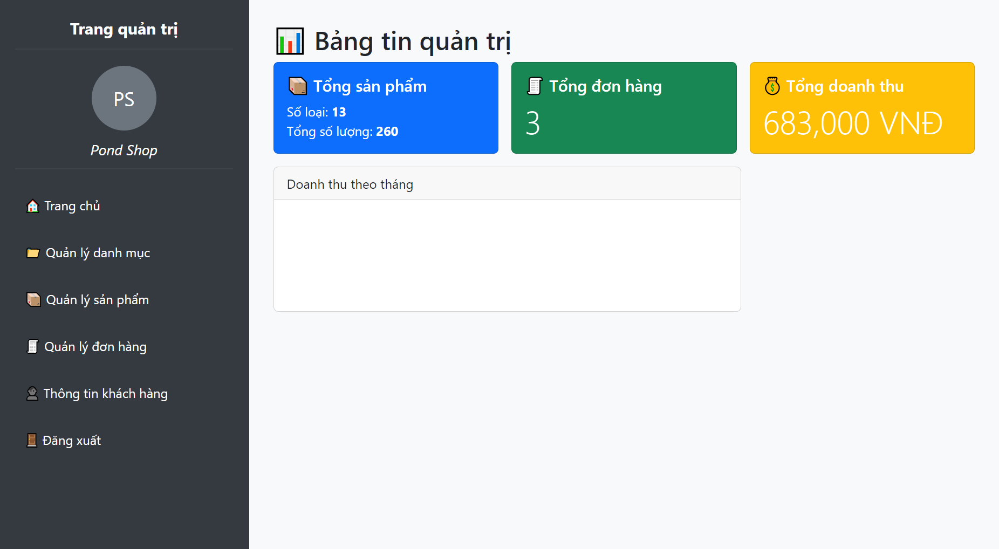 Trang quản trị
PS
Pond Shop
Trang chủ
Quản lý danh mục
Quản lý sản phẩm
Quản lý đơn hàng
Thông tin khách hàng
Đăng xuất
Bảng tin quản trị
Tổng sản phẩm
Số loại: 13
Tổng số lượng: 260
Tổng đơn hàng
3
Tổng doanh thu
683,000 VNĐ
Doanh thu theo tháng